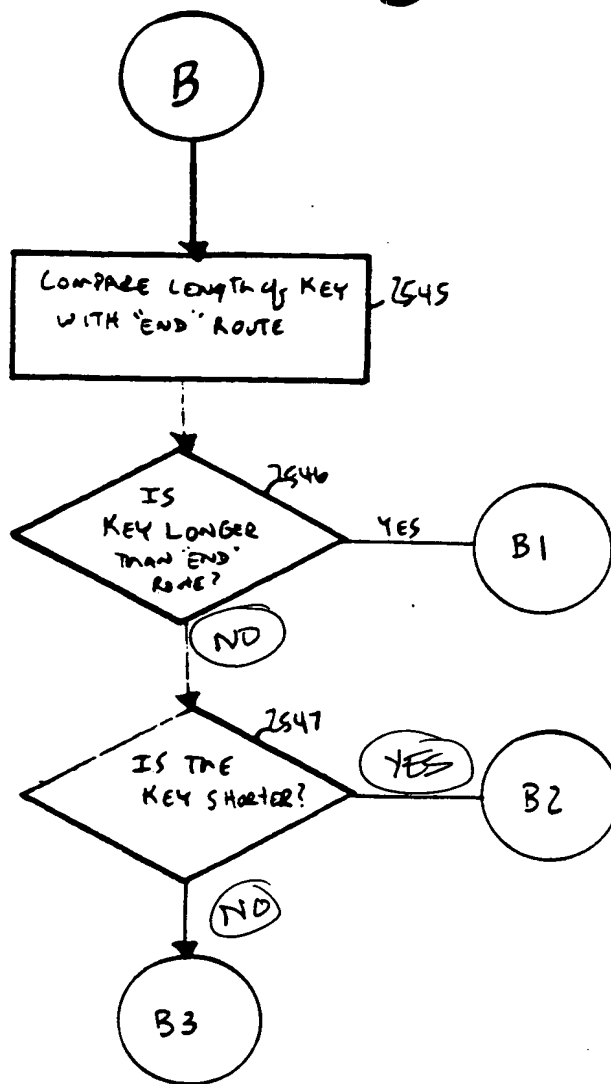 B
COMPARE LENGTH of KEY
WITH "END" ROUTE
2545
2546
IS
KEY LONGER
THAN "END"
ROUTE?
YES
B1
NO
2547
IS THE
KEY SHORTER?
YES
B2
NO
B3